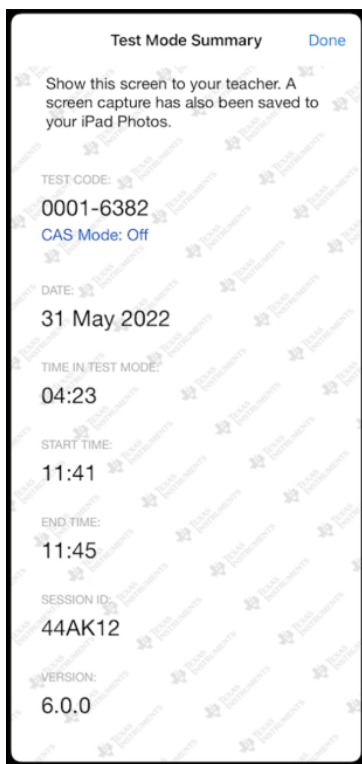 Test Mode Summary
Done
Show this screen to your teacher. A
screen capture has also been saved to
your iPad Photos.
TEST CODE:
0001-6382
CAS Mode: Off
DATE:
31 May 2022
TIME IN TEST MODE:
04:23
START TIME:
11:41
END TIME:
11:45
SESSION ID:
44AK12
VERSION:
6.0.0
TEXAS
INSTRUMENTS